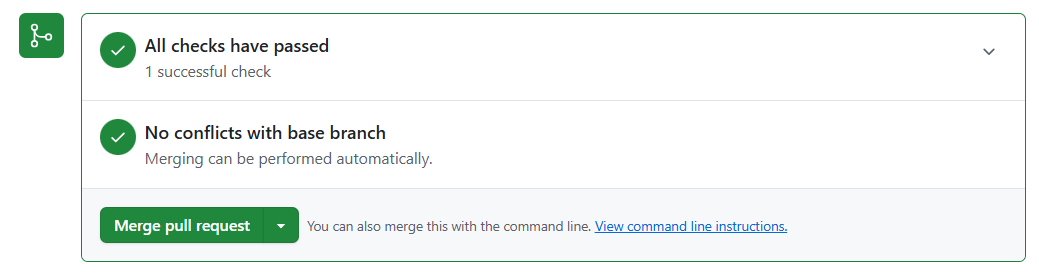 All checks have passed
1 successful check
No conflicts with base branch
Merging can be performed automatically.
Merge pull request You can also merge this with the command line. View command line instructions.